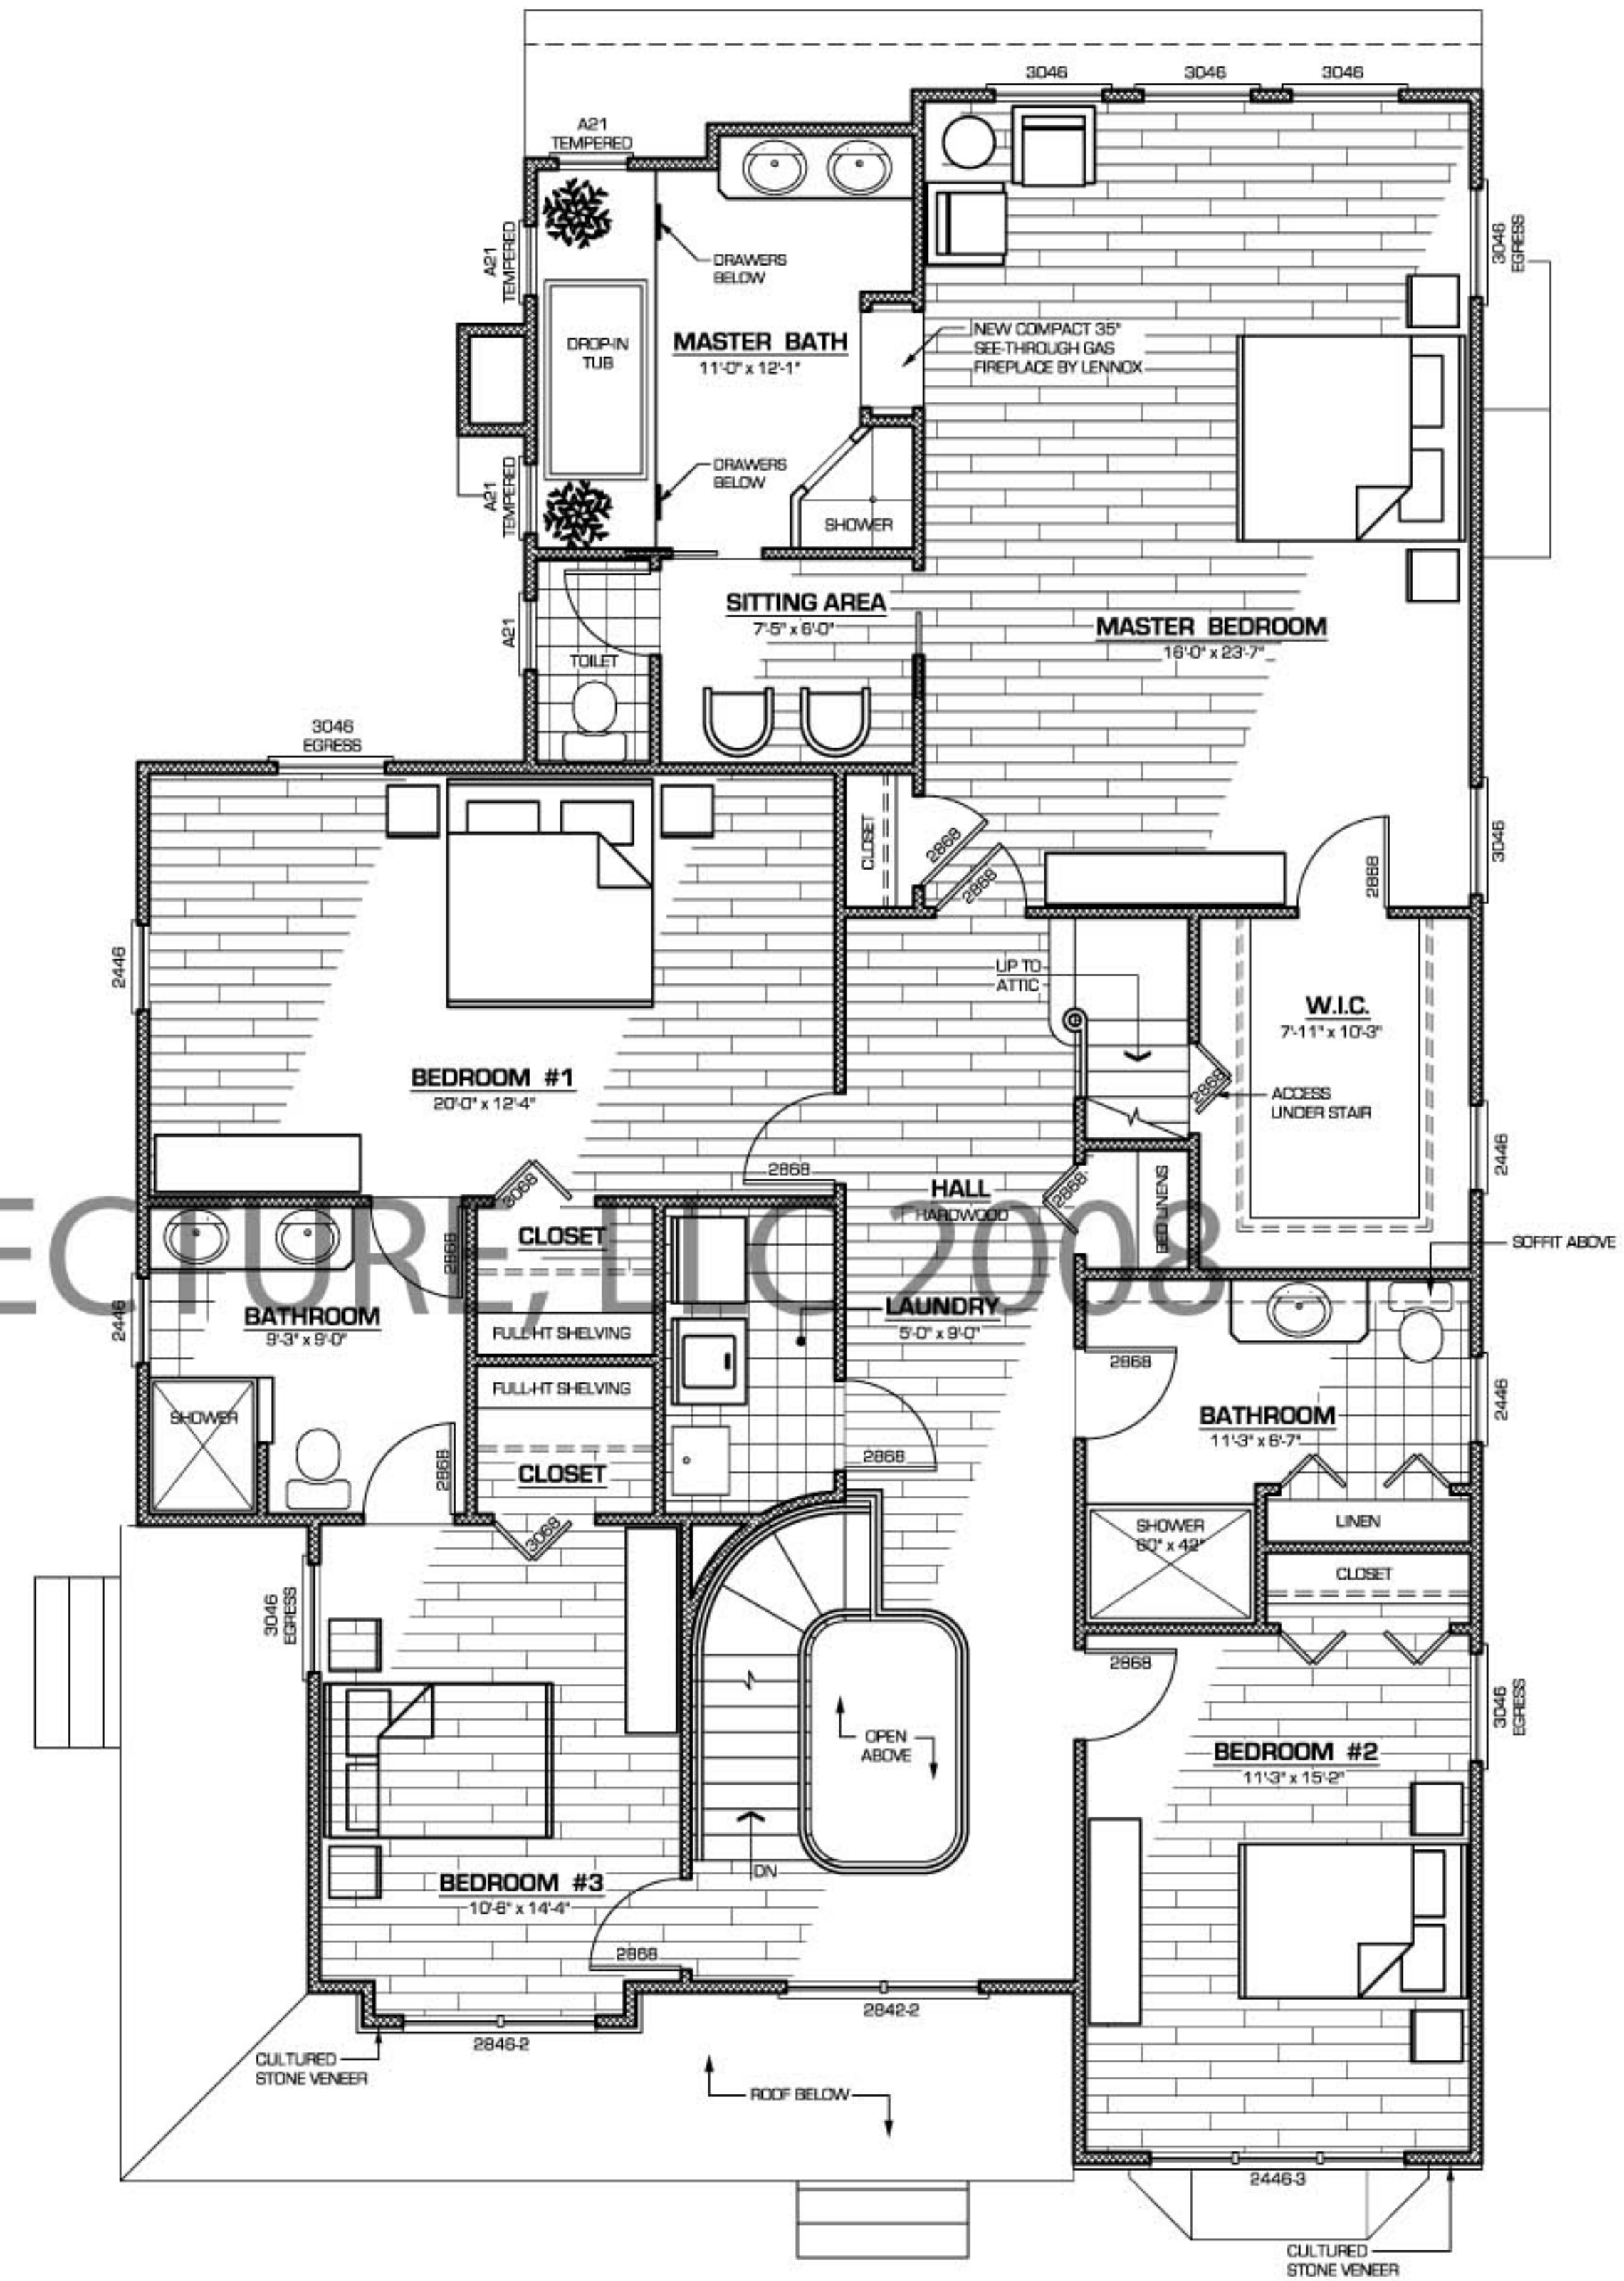 3046
3046
3046
A21
TEMPERED
A21
TEMPERED
DRAWERS
BELOW
3046
EGRESS
DROP-IN
TUB
MASTER BATH
11'-0" x 12'-1"
NEW COMPACT 35"
SEE-THROUGH GAS
FIREPLACE BY LENNOX
A21
TEMPERED
DRAWERS
BELOW
SHOWER
SITTING AREA
7'-5" x 6'-0"
A21
TOILET
MASTER BEDROOM
16'-0" x 23'-7"
3046
EGRESS
CLOSET
2868
2868
2868
3046
2446
UP TO
ATTIC
W.I.C.
7'-11" x 10'-3"
BEDROOM #1
20'-0" x 12'-4"
2868
ACCESS
UNDER STAIR
2868
2446
3068
HALL
HARDWOOD
2868
BED LINENS
ECTURE, LLC 2008
CLOSET
2868
SOFFIT ABOVE
2446
BATHROOM
9'-3" x 9'-0"
FULL-HT SHELVING
LAUNDRY
5'-0" x 9'-0"
2868
FULL-HT SHELVING
SHOWER
2446
BATHROOM
11'-3" x 6'-7"
2868
CLOSET
2868
3068
SHOWER
60" x 42"
LINEN
CLOSET
3046
EGRESS
2868
3046
EGRESS
OPEN
ABOVE
BEDROOM #2
11'-3" x 15'-2"
DN
BEDROOM #3
10'-6" x 14'-4"
2868
2842-2
2846-2
CULTURED
STONE VENEER
ROOF BELOW
2446-3
CULTURED
STONE VENEER